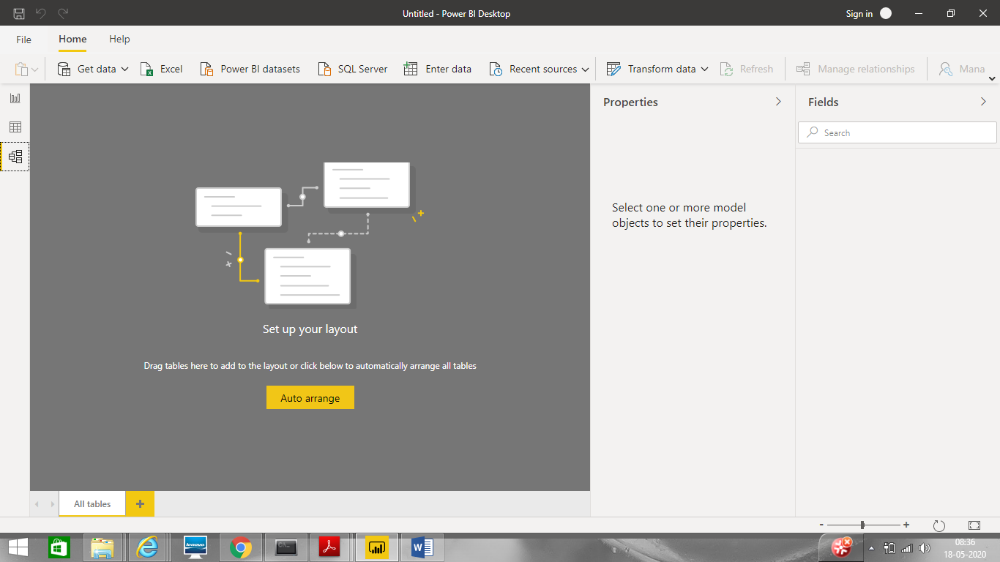 Untitled - Power BI Desktop
Sign in
File
Home
Help
Get data
Excel
Power BI datasets
SQL Server
Enter data
Recent sources
Transform data
Refresh
Manage relationships
Mana
Properties
Fields
Search
Select one or more model
objects to set their properties.
Set up your layout
Drag tables here to add to the layout or click below to automatically arrange all tables
Auto arrange
All tables
lenovo
08:36
18-05-2020